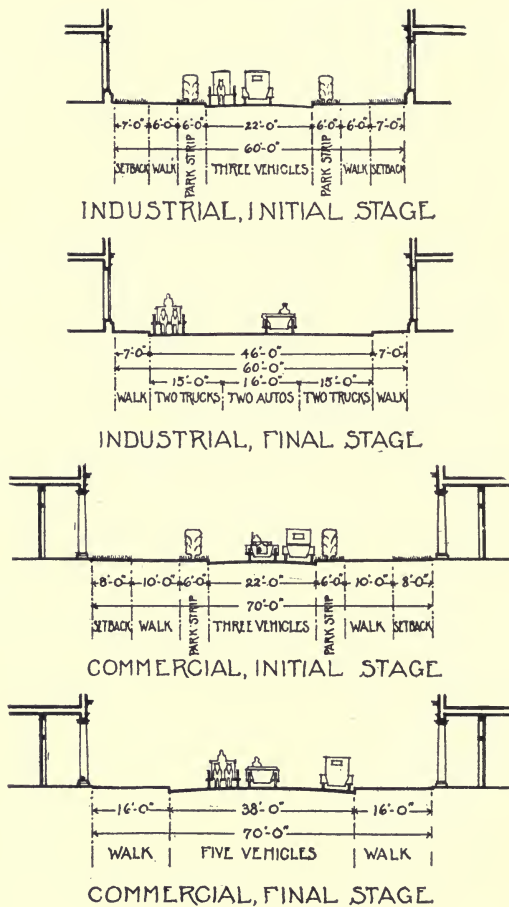 7'-0" 6'-0" 6'-0" 22'-0" 6'-0" 6'-0" 7'-0"
60'-0"
SETBACK WALK PARK STRIP THREE VEHICLES PARK STRIP WALK SETBACK
INDUSTRIAL, INITIAL STAGE
7'-0" 46'-0" 7'-0"
60'-0"
15'-0" 16'-0" 15'-0"
WALK TWO TRUCKS TWO AUTOS TWO TRUCKS WALK
INDUSTRIAL, FINAL STAGE
8'-0" 10'-0" 6'-0" 22'-0" 6'-0" 10'-0" 8'-0"
70'-0"
SETBACK WALK PARK STRIP THREE VEHICLES PARK STRIP WALK SETBACK
COMMERCIAL, INITIAL STAGE
16'-0" 38'-0" 16'-0"
70'-0"
WALK FIVE VEHICLES WALK
COMMERCIAL, FINAL STAGE